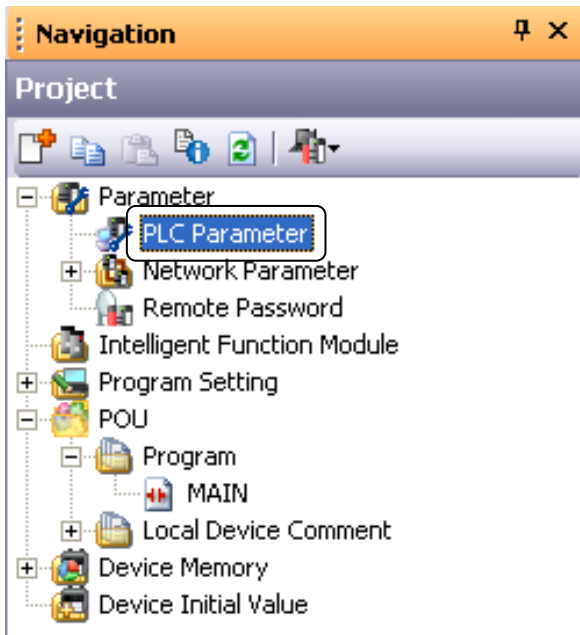 Navigation
Project
Parameter
PLC Parameter
Network Parameter
Remote Password
Intelligent Function Module
Program Setting
POU
Program
MAIN
Local Device Comment
Device Memory
Device Initial Value